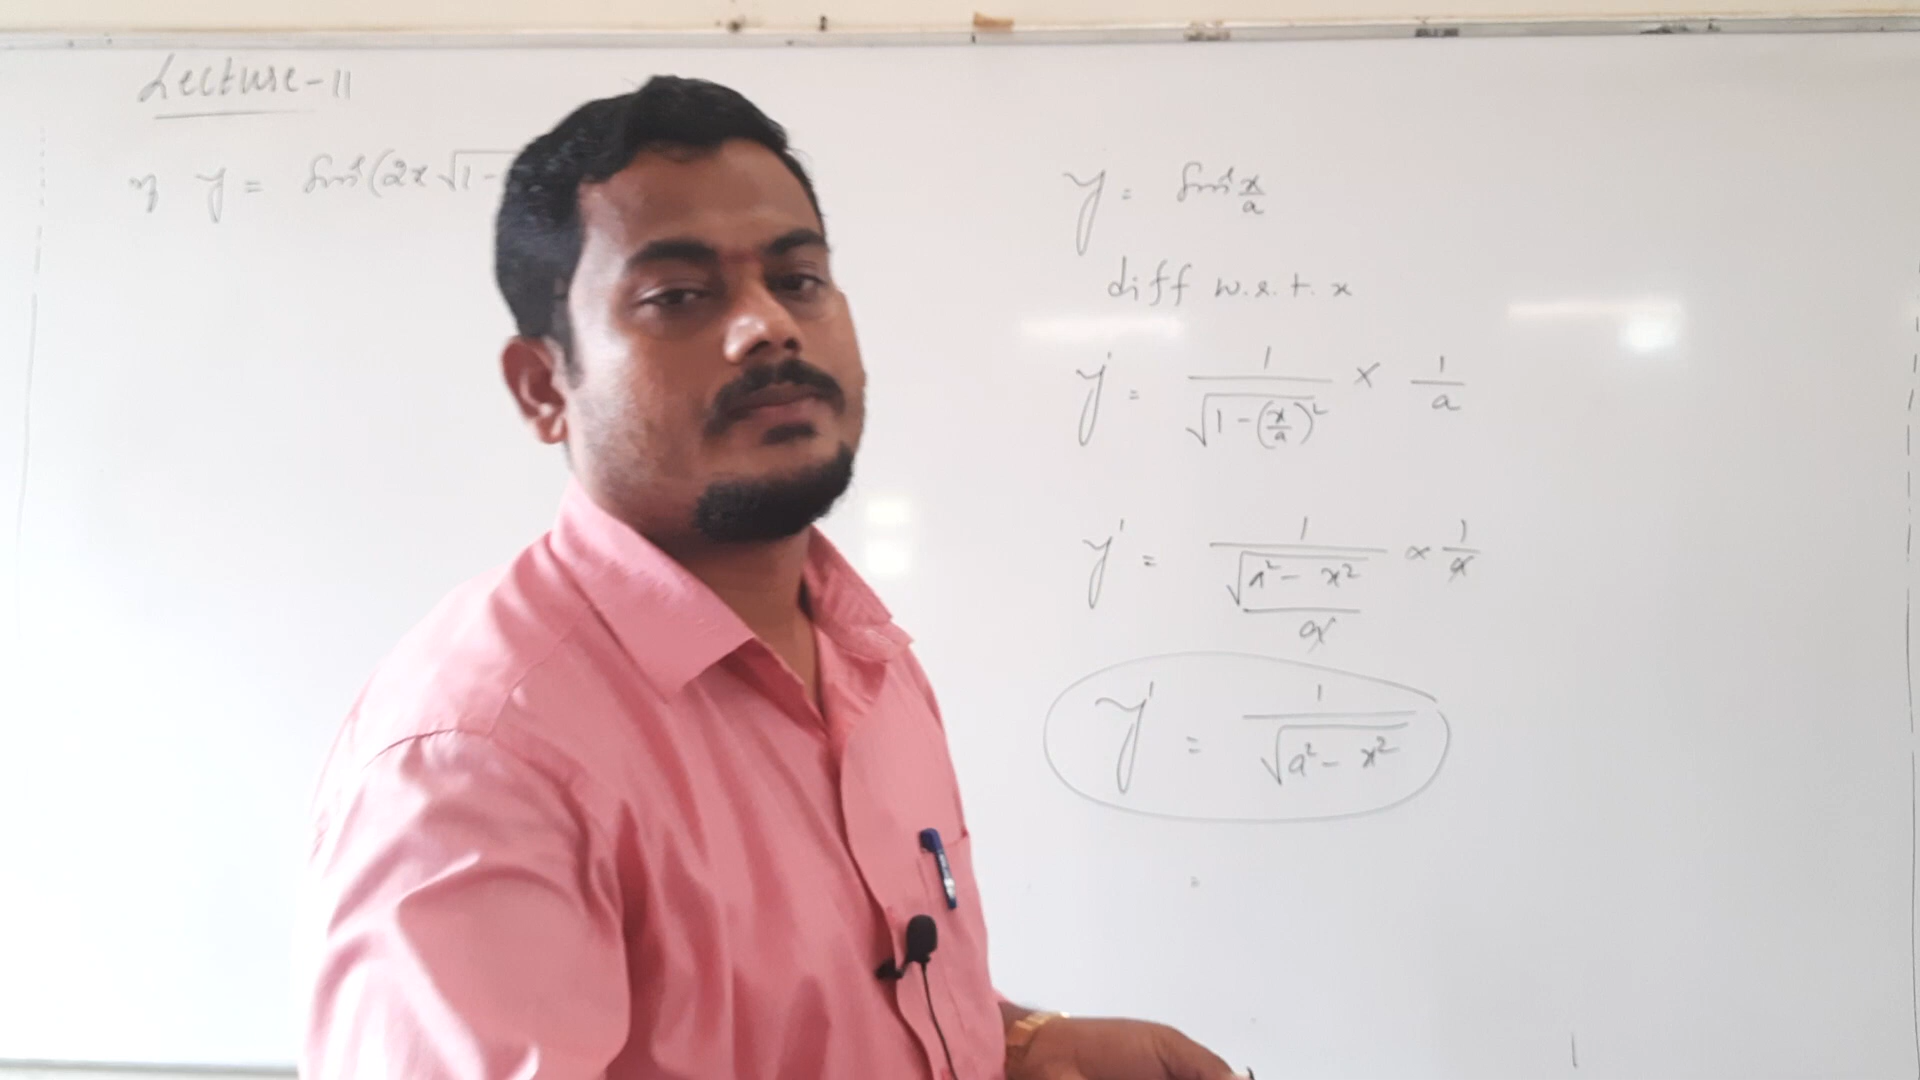 Lecture-11
y = Sin⁻¹(2x √1-
y = Sin⁻¹ x/a
diff w.r.t. x
y' = 1/√1-(x/a)² × 1/a
y' = 1/(√a²- x²/a) × 1/a
y' = 1/√a²- x²
=